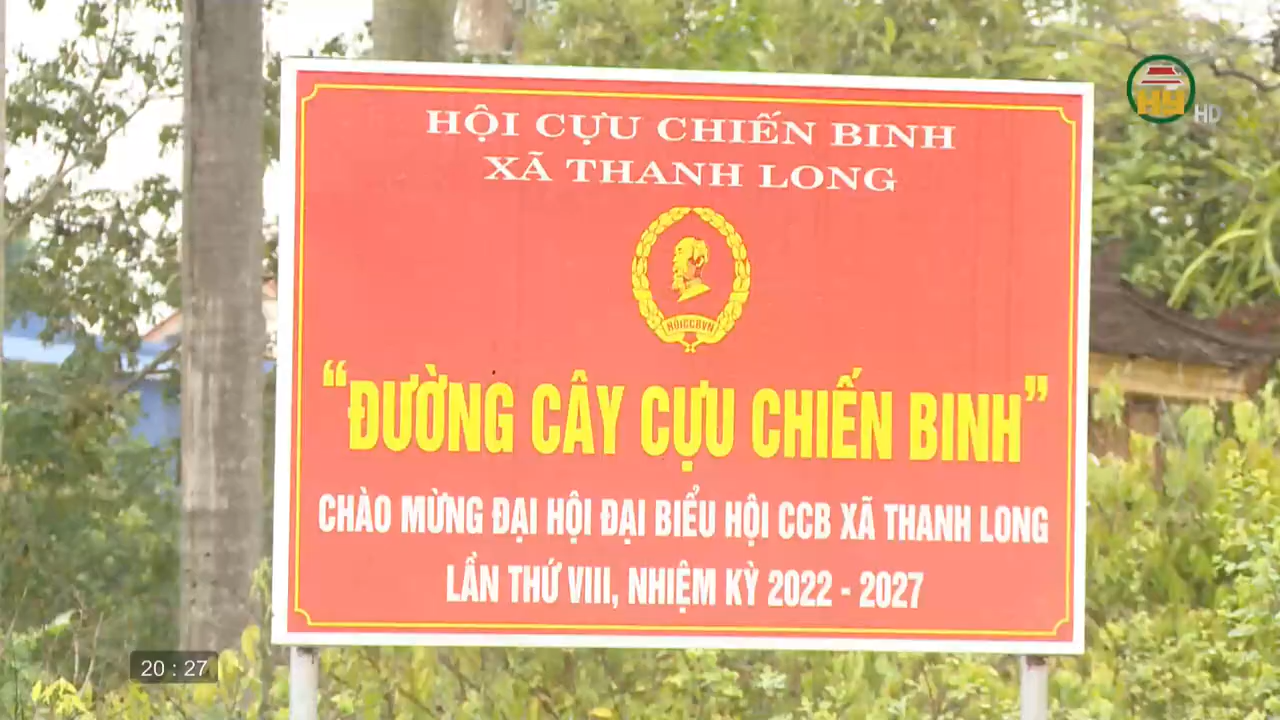 HỘI CỰU CHIẾN BINH
XÃ THANH LONG
HỘICCBVN
"ĐƯỜNG CÂY CỰU CHIẾN BINH"
CHÀO MỪNG ĐẠI HỘI ĐẠI BIỂU HỘI CCB XÃ THANH LONG
LẦN THỨ VIII, NHIỆM KỲ 2022 - 2027
HY HD
20 : 27